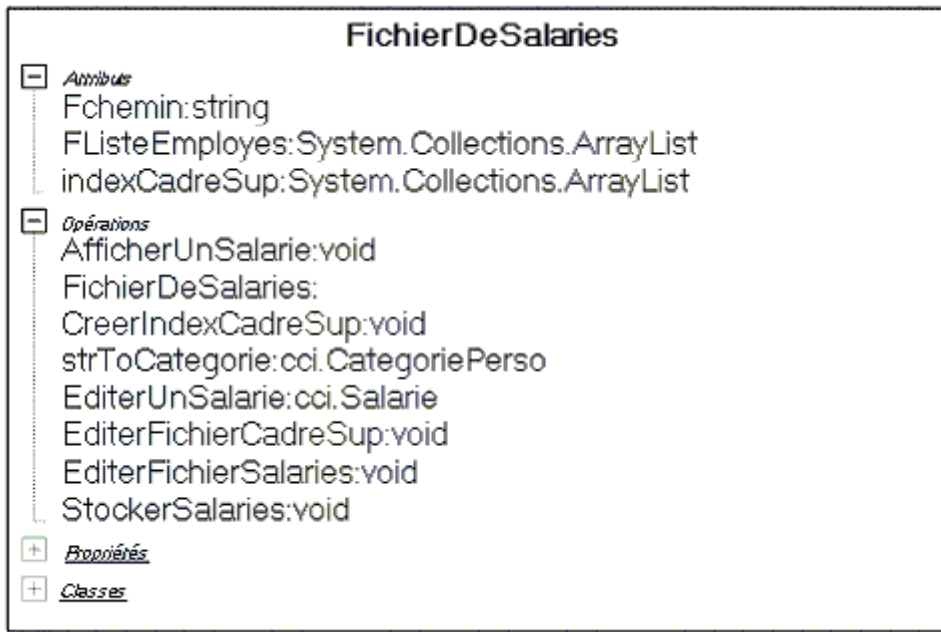 FichierDeSalaries
Attributs
Fchemin:string
FListeEmployes:System.Collections.ArrayList
indexCadreSup:System.Collections.ArrayList
Opérations
AfficherUnSalarie:void
FichierDeSalaries:
CreerIndexCadreSup:void
strToCategorie:cci.CategoriePerso
EditerUnSalarie:cci.Salarie
EditerFichierCadreSup:void
EditerFichierSalaries:void
StockerSalaries:void
Propriétés
Classes